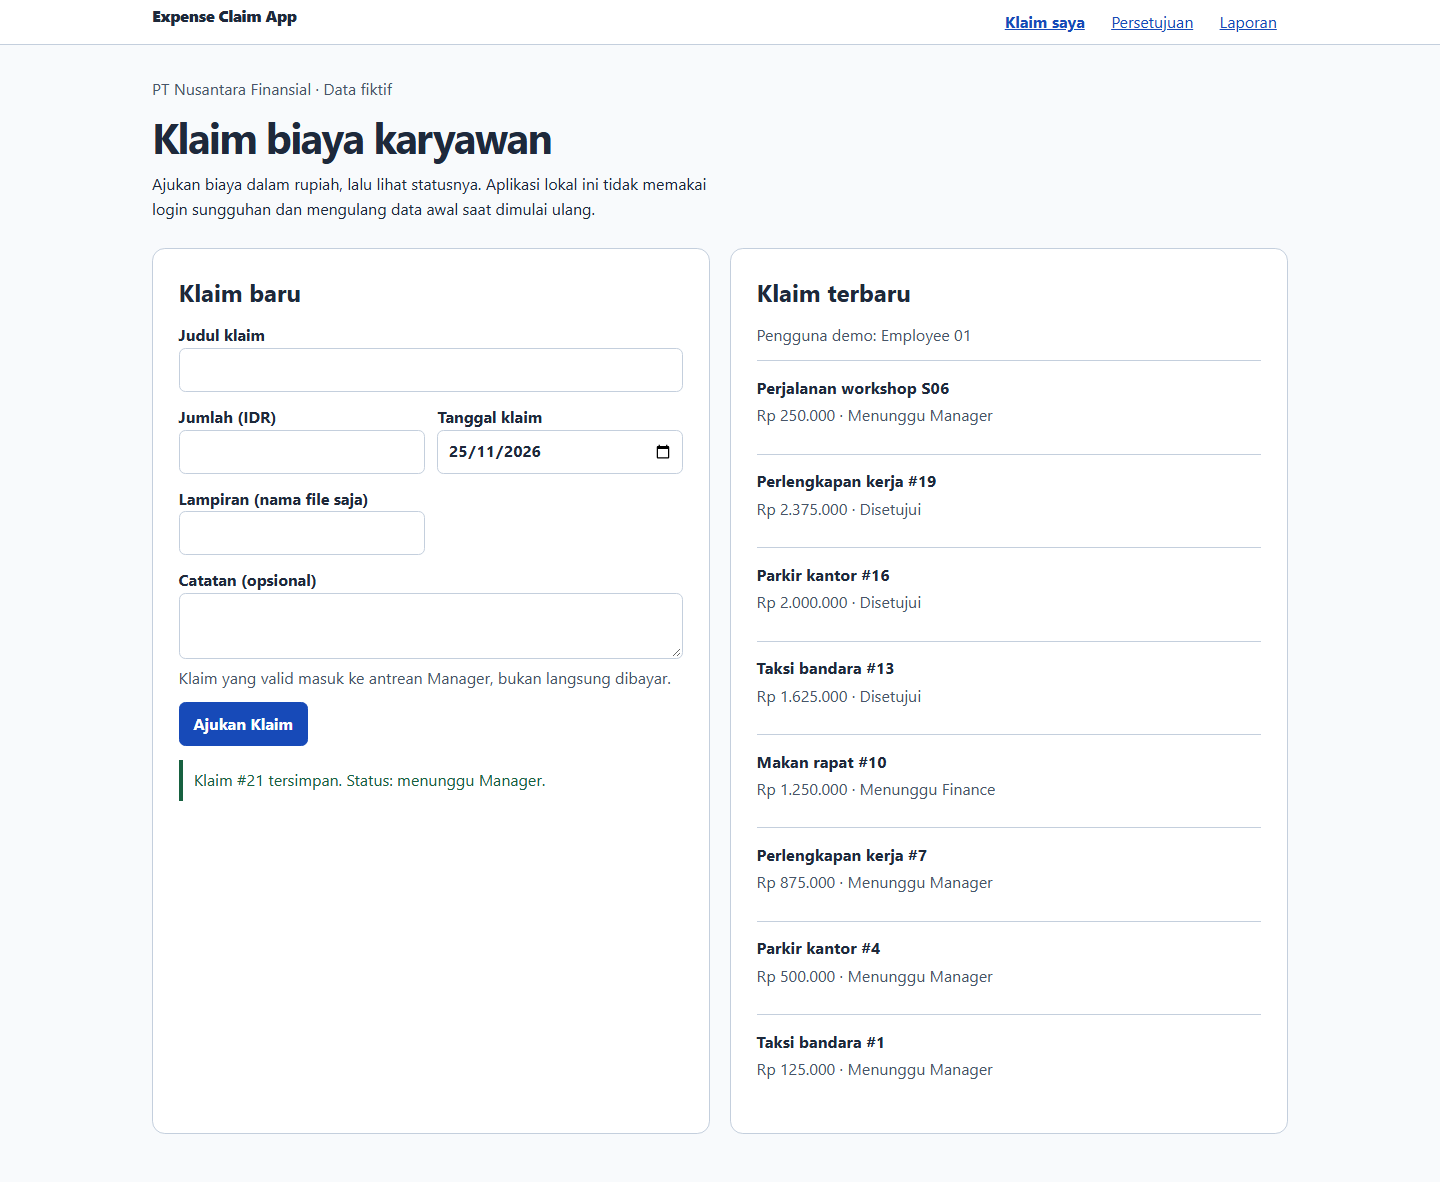 Expense Claim App
Klaim saya
Persetujuan
Laporan
PT Nusantara Finansial · Data fiktif
Klaim biaya karyawan
Ajukan biaya dalam rupiah, lalu lihat statusnya. Aplikasi lokal ini tidak memakai
login sungguhan dan mengulang data awal saat dimulai ulang.
Klaim baru
Judul klaim
Jumlah (IDR)
Tanggal klaim
25/11/2026
Lampiran (nama file saja)
Catatan (opsional)
Klaim yang valid masuk ke antrean Manager, bukan langsung dibayar.
Ajukan Klaim
Klaim #21 tersimpan. Status: menunggu Manager.
Klaim terbaru
Pengguna demo: Employee 01
Perjalanan workshop S06
Rp 250.000 · Menunggu Manager
Perlengkapan kerja #19
Rp 2.375.000 · Disetujui
Parkir kantor #16
Rp 2.000.000 · Disetujui
Taksi bandara #13
Rp 1.625.000 · Disetujui
Makan rapat #10
Rp 1.250.000 · Menunggu Finance
Perlengkapan kerja #7
Rp 875.000 · Menunggu Manager
Parkir kantor #4
Rp 500.000 · Menunggu Manager
Taksi bandara #1
Rp 125.000 · Menunggu Manager